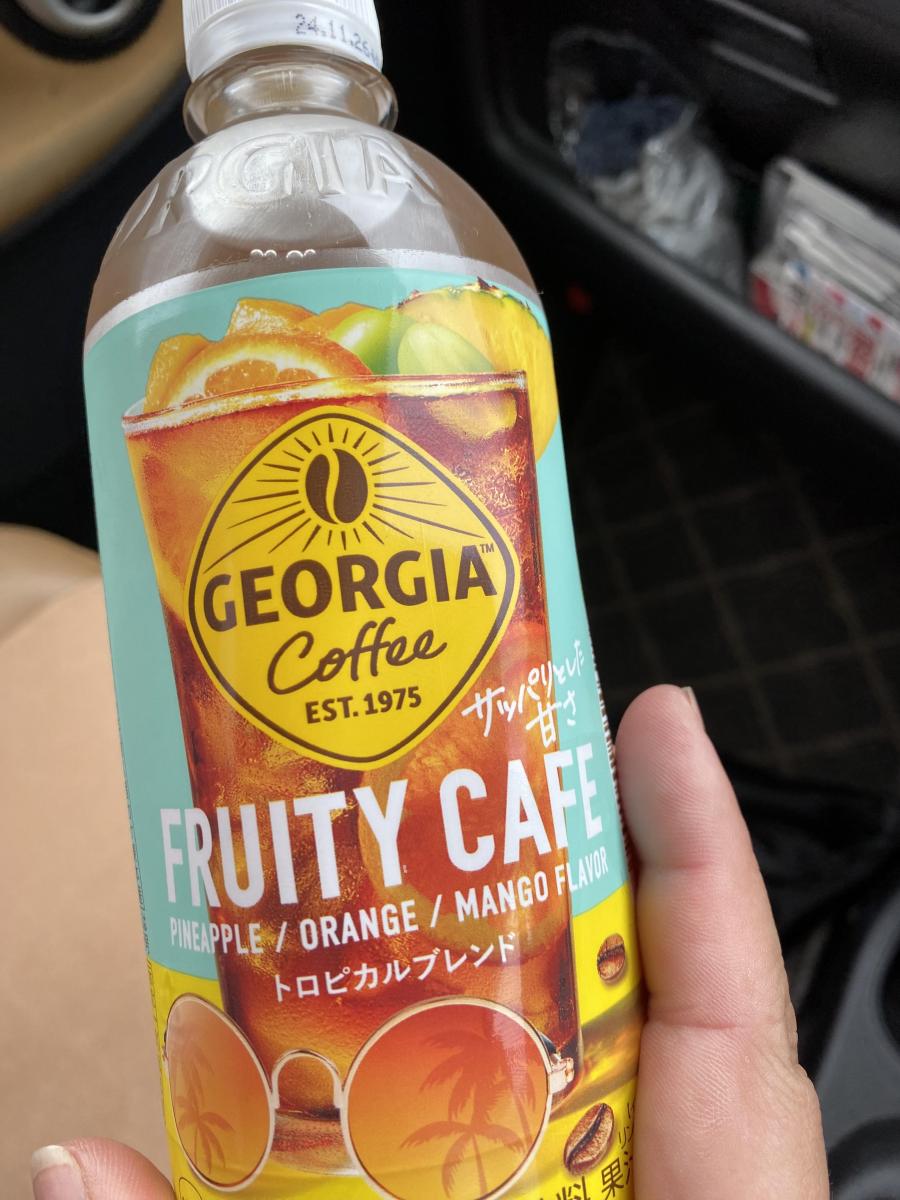 24.11.26
GEORGIA™
Coffee
EST. 1975
サッパリとした
甘さ
FRUITY CAFE
PINEAPPLE / ORANGE / MANGO FLAVOR
トロピカルブレンド